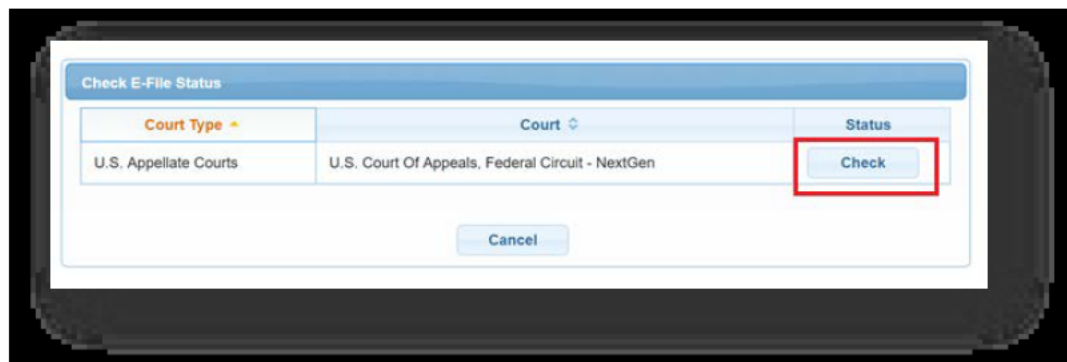 Check E-File Status
Court Type Court Status
U.S. Appellate Courts U.S. Court Of Appeals, Federal Circuit - NextGen Check
Cancel